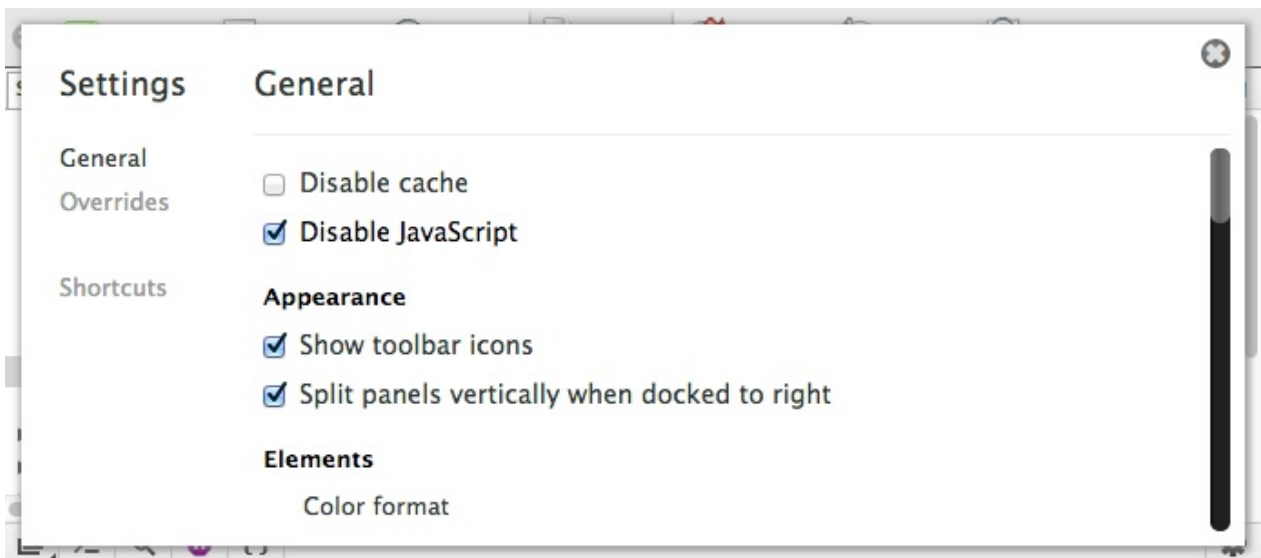 Settings
General
General
Overrides
Shortcuts
Disable cache
Disable JavaScript
Appearance
Show toolbar icons
Split panels vertically when docked to right
Elements
Color format